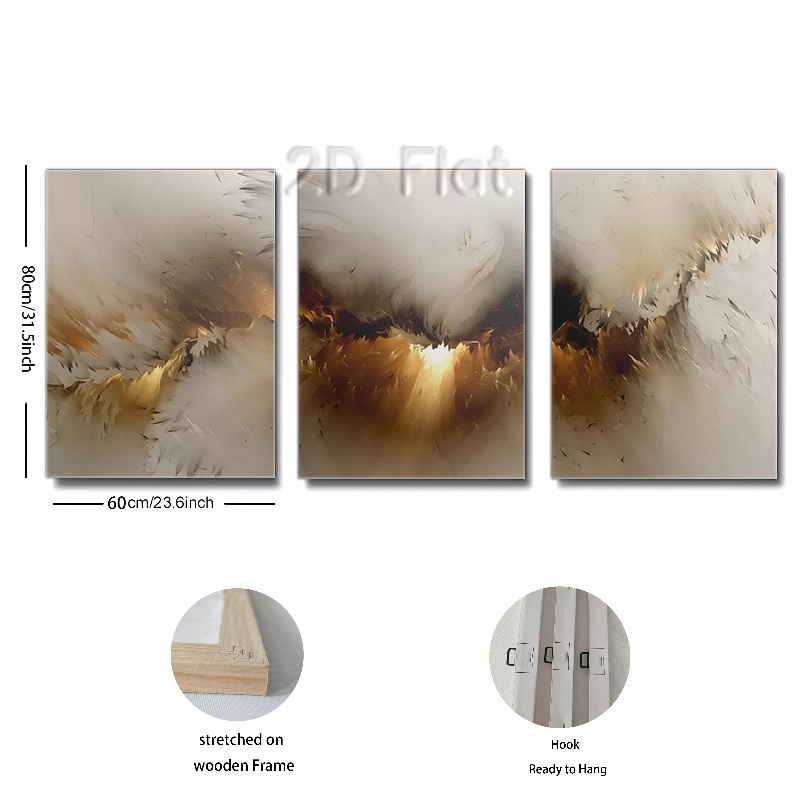 2D Flat
80cm/31.5inch
60cm/23.6inch
stretched on
wooden Frame
Hook
Ready to Hang